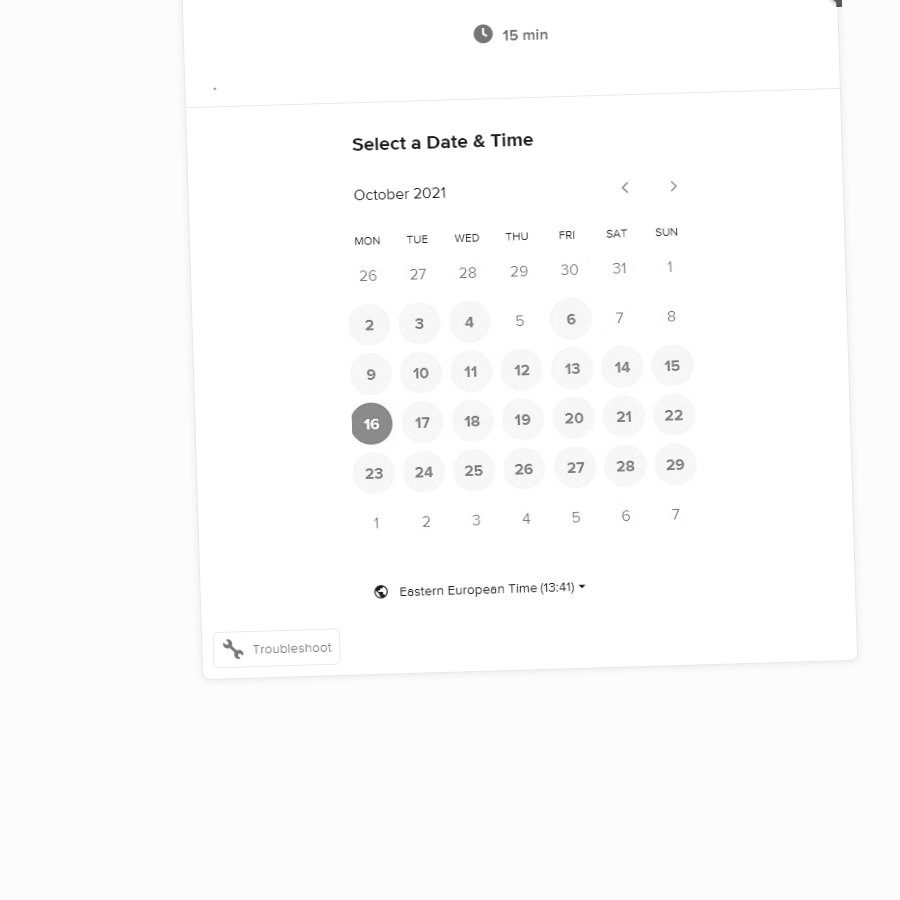 15 min
.
Select a Date & Time
October 2021
MON TUE WED THU FRI SAT SUN
26 27 28 29 30 31 1
2 3 4 5 6 7 8
9 10 11 12 13 14 15
16 17 18 19 20 21 22
23 24 25 26 27 28 29
1 2 3 4 5 6 7
Eastern European Time (13:41)
Troubleshoot